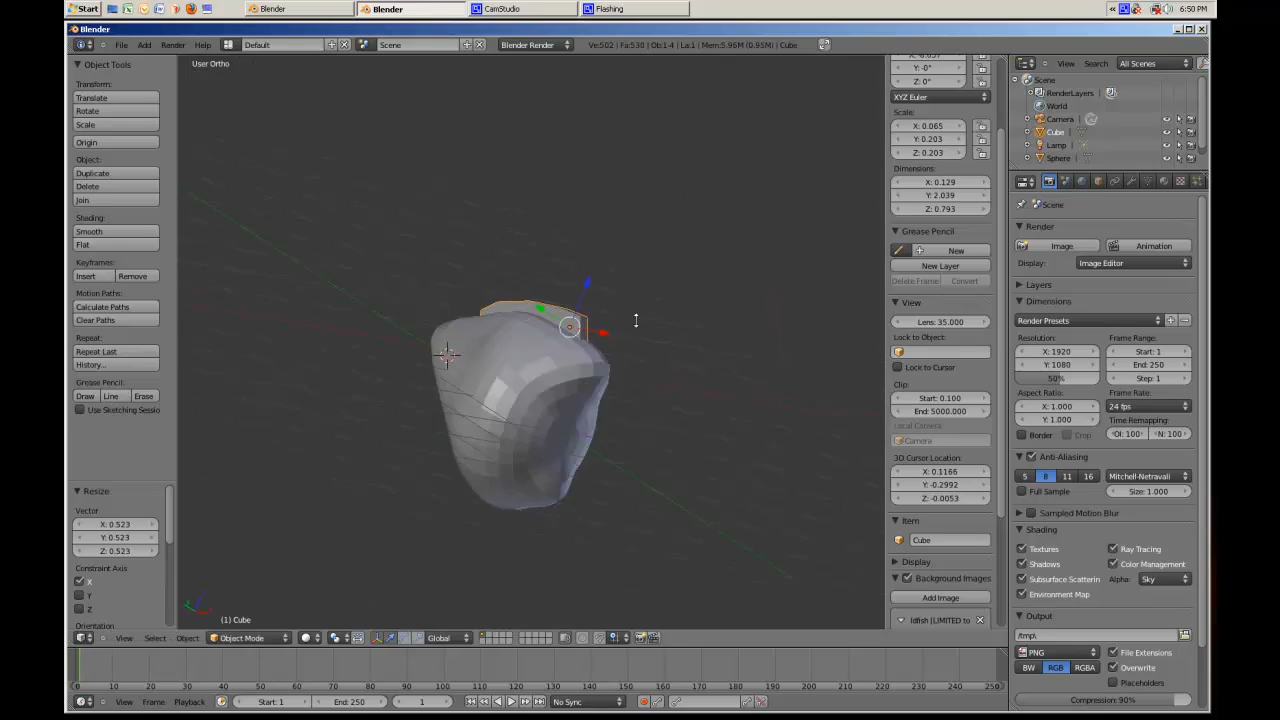 Start Blender Blender CamStudio Flashing « 6:50 PM
Blender
File Add Render Help Default Scene Blender Render Ve:502 | Fa:530 | Ob:1-4 | La:1 | Mem:5.96M (0.95M) | Cube
Object Tools
User Ortho
Transform:
Translate
Rotate
Scale
Origin
Object:
Duplicate
Delete
Join
Shading:
Smooth
Flat
Keyframes:
Insert Remove
Motion Paths:
Calculate Paths
Clear Paths
Repeat:
Repeat Last
History...
Grease Pencil:
Draw Line Erase
Use Sketching Sessio
Resize
Vector
X: 0.523
Y: 0.523
Z: 0.523
Constraint Axis
X
Y
Z
Orientation
(1) Cube
Y: -0°
Z: 0°
XYZ Euler
Scale:
X: 0.065
Y: 0.203
Z: 0.203
Dimensions:
X: 0.129
Y: 2.039
Z: 0.793
Grease Pencil
New
New Layer
Delete Frame Convert
View
Lens: 35.000
Lock to Object:
Lock to Cursor
Clip:
Start: 0.100
End: 5000.000
Local Camera
Camera
3D Cursor Location:
X: 0.1166
Y: -0.2992
Z: -0.0053
Item
Cube
Display
Background Images
Add Image
ldfish [LIMITED to
View Search All Scenes
Scene
RenderLayers
World
Camera
Cube
Lamp
Sphere
Scene
Render
Image Animation
Display: Image Editor
Layers
Dimensions
Render Presets
Resolution: Frame Range:
X: 1920 Start: 1
Y: 1080 End: 250
50% Step: 1
Aspect Ratio: Frame Rate:
X: 1.000 24 fps
Y: 1.000 Time Remapping:
Border Crop OI: 100 N: 100
Anti-Aliasing
5 8 11 16 Mitchell-Netravali
Full Sample Size: 1.000
Sampled Motion Blur
Shading
Textures Ray Tracing
Shadows Color Management
Subsurface Scatterin Alpha: Sky
Environment Map
Output
/tmp\
PNG File Extensions
BW RGB RGBA Overwrite
Placeholders
Compression: 90%
View Select Object Object Mode Global
0 10 20 30 40 50 60 70 80 90 100 110 120 130 140 150 160 170 180 190 200 210 220 230 240 250
View Frame Playback Start: 1 End: 250 1 No Sync